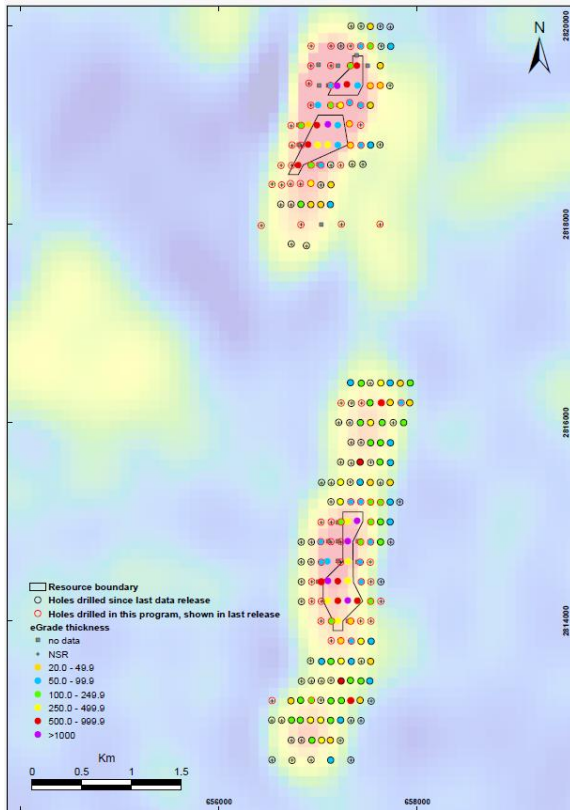 2820000
N
2818000
2816000
Resource boundary
Holes drilled since last data release
Holes drilled in this program, shown in last release
eGrade thickness
no data
NSR
20.0 - 49.9
50.0 - 99.9
100.0 - 249.9
250.0 - 499.9
500.0 - 999.9
>1000
2814000
Km
0 0.5 1 1.5
656000 658000